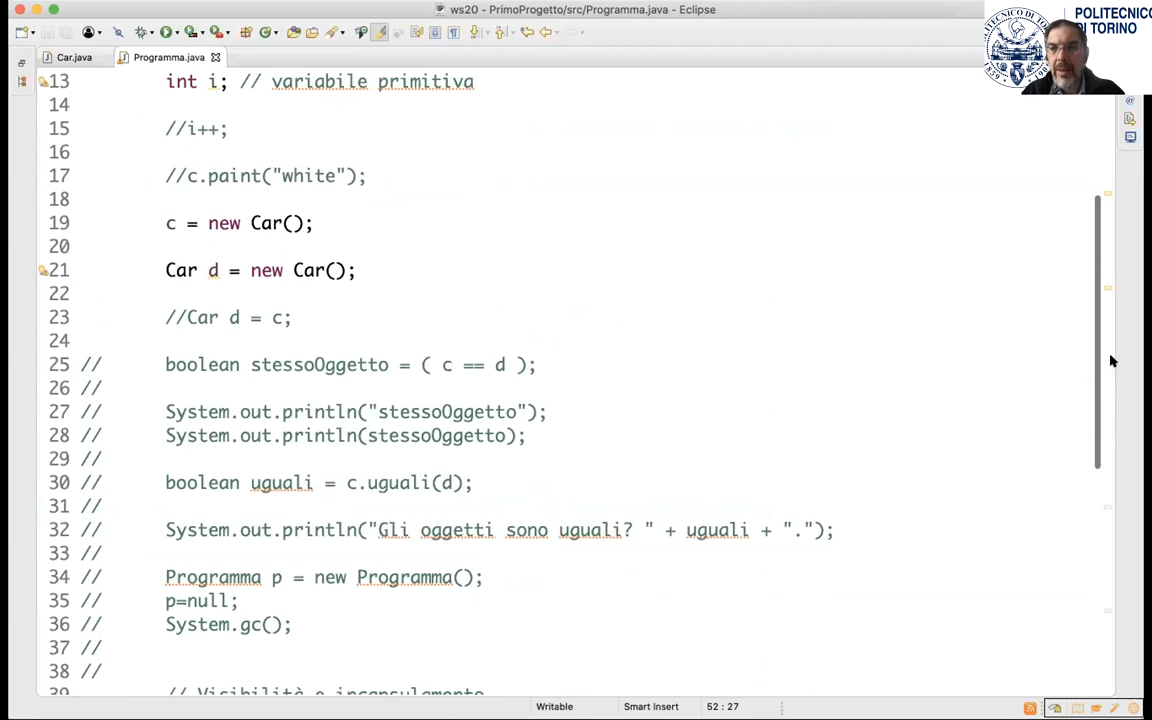 ws20 - PrimoProgetto/src/Programma.java - Eclipse
POLITECNICO
DI TORINO
Car.java
Programma.java
13 int i; // variabile primitiva
14
15 //i++;
16
17 //c.paint("white");
18
19 c = new Car();
20
21 Car d = new Car();
22
23 //Car d = c;
24
25 // boolean stessoOggetto = ( c == d );
26 //
27 // System.out.println("stessoOggetto");
28 // System.out.println(stessoOggetto);
29 //
30 // boolean uguali = c.uguali(d);
31 //
32 // System.out.println("Gli oggetti sono uguali? " + uguali + ".");
33 //
34 // Programma p = new Programma();
35 // p=null;
36 // System.gc();
37 //
38 //
39 // Visibilità e incapsulamento
Writable
Smart Insert
52 : 27